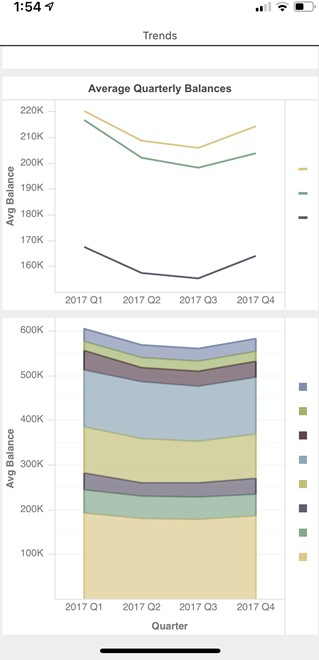 1:54
Trends
Average Quarterly Balances
220K
210K
200K
190K
180K
170K
160K
Avg Balance
2017 Q1
2017 Q2
2017 Q3
2017 Q4
600K
500K
400K
300K
200K
100K
Avg Balance
2017 Q1
2017 Q2
2017 Q3
2017 Q4
Quarter